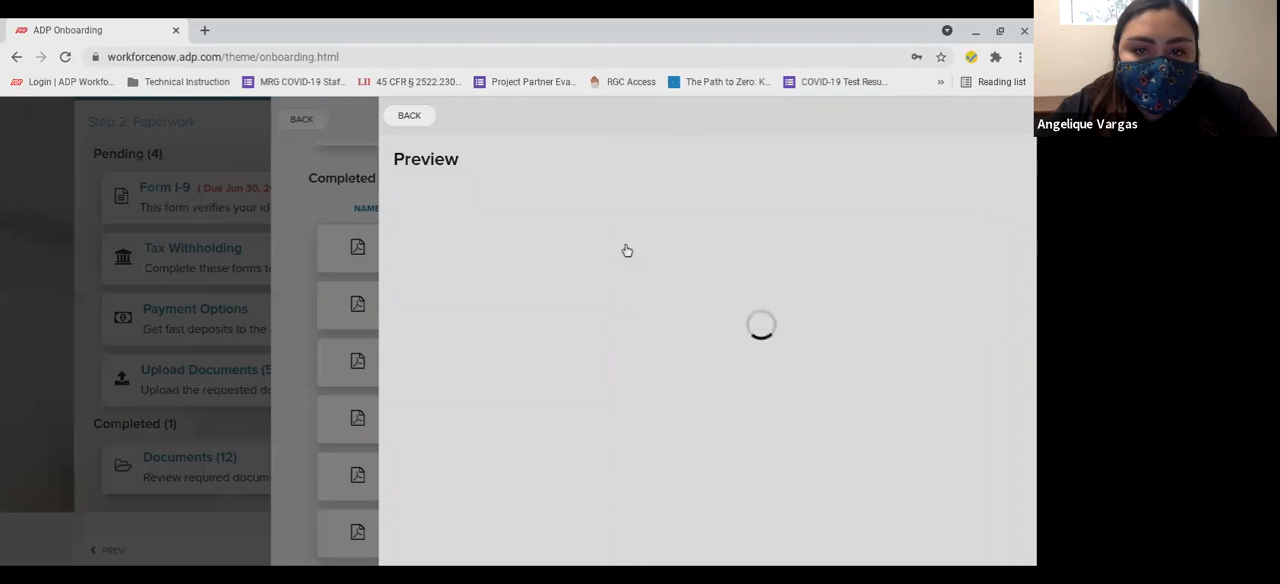 ADP Onboarding
workforcenow.adp.com/theme/onboarding.html
Login | ADP Workfo... Technical Instruction MRG COVID-19 Staf... LII 45 CFR § 2522.230... Project Partner Eva... RGC Access The Path to Zero: K... COVID-19 Test Resu... » Reading list
Angelique Vargas
Step 2: Paperwork
Pending (4)
Form I-9 ( Due Jun 30, 20
This form verifies your id
Tax Withholding
Complete these forms to
Payment Options
Get fast deposits to the
Upload Documents (5
Upload the requested do
Completed (1)
Documents (12)
Review required docum
PREV
BACK
Completed
NAME
BACK
Preview